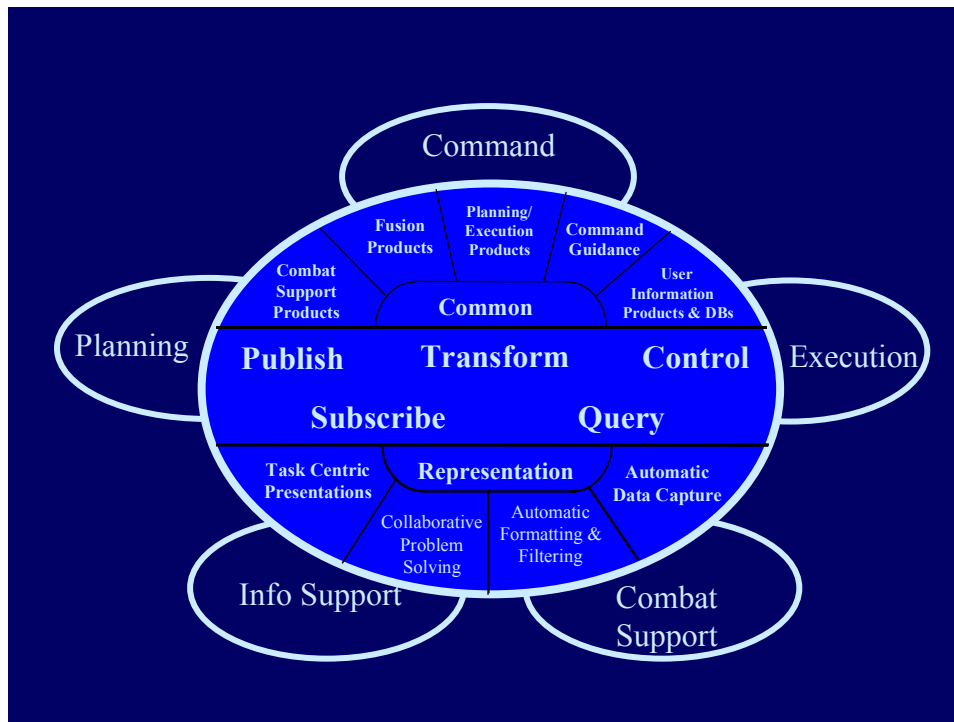 Command
Fusion
Products
Planning/
Execution
Products
Command
Guidance
Combat
Support
Products
User
Information
Products & DBs
Common
Planning
Execution
Publish
Transform
Control
Subscribe
Query
Task Centric
Presentations
Representation
Automatic
Data Capture
Collaborative
Problem
Solving
Automatic
Formatting &
Filtering
Info Support
Combat
Support